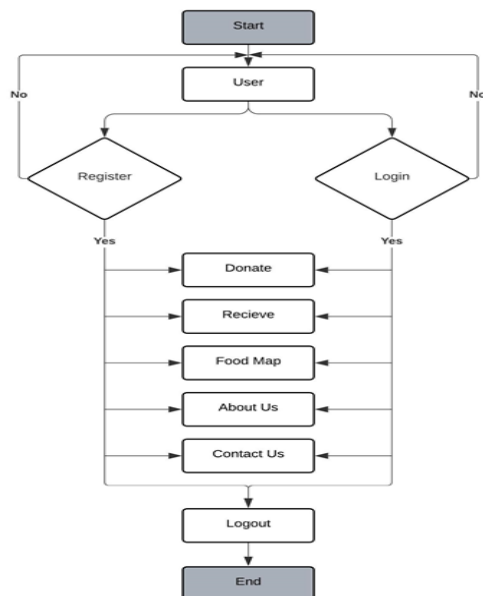 Start
User
No
No
Register
Login
Yes
Yes
Donate
Recieve
Food Map
About Us
Contact Us
Logout
End